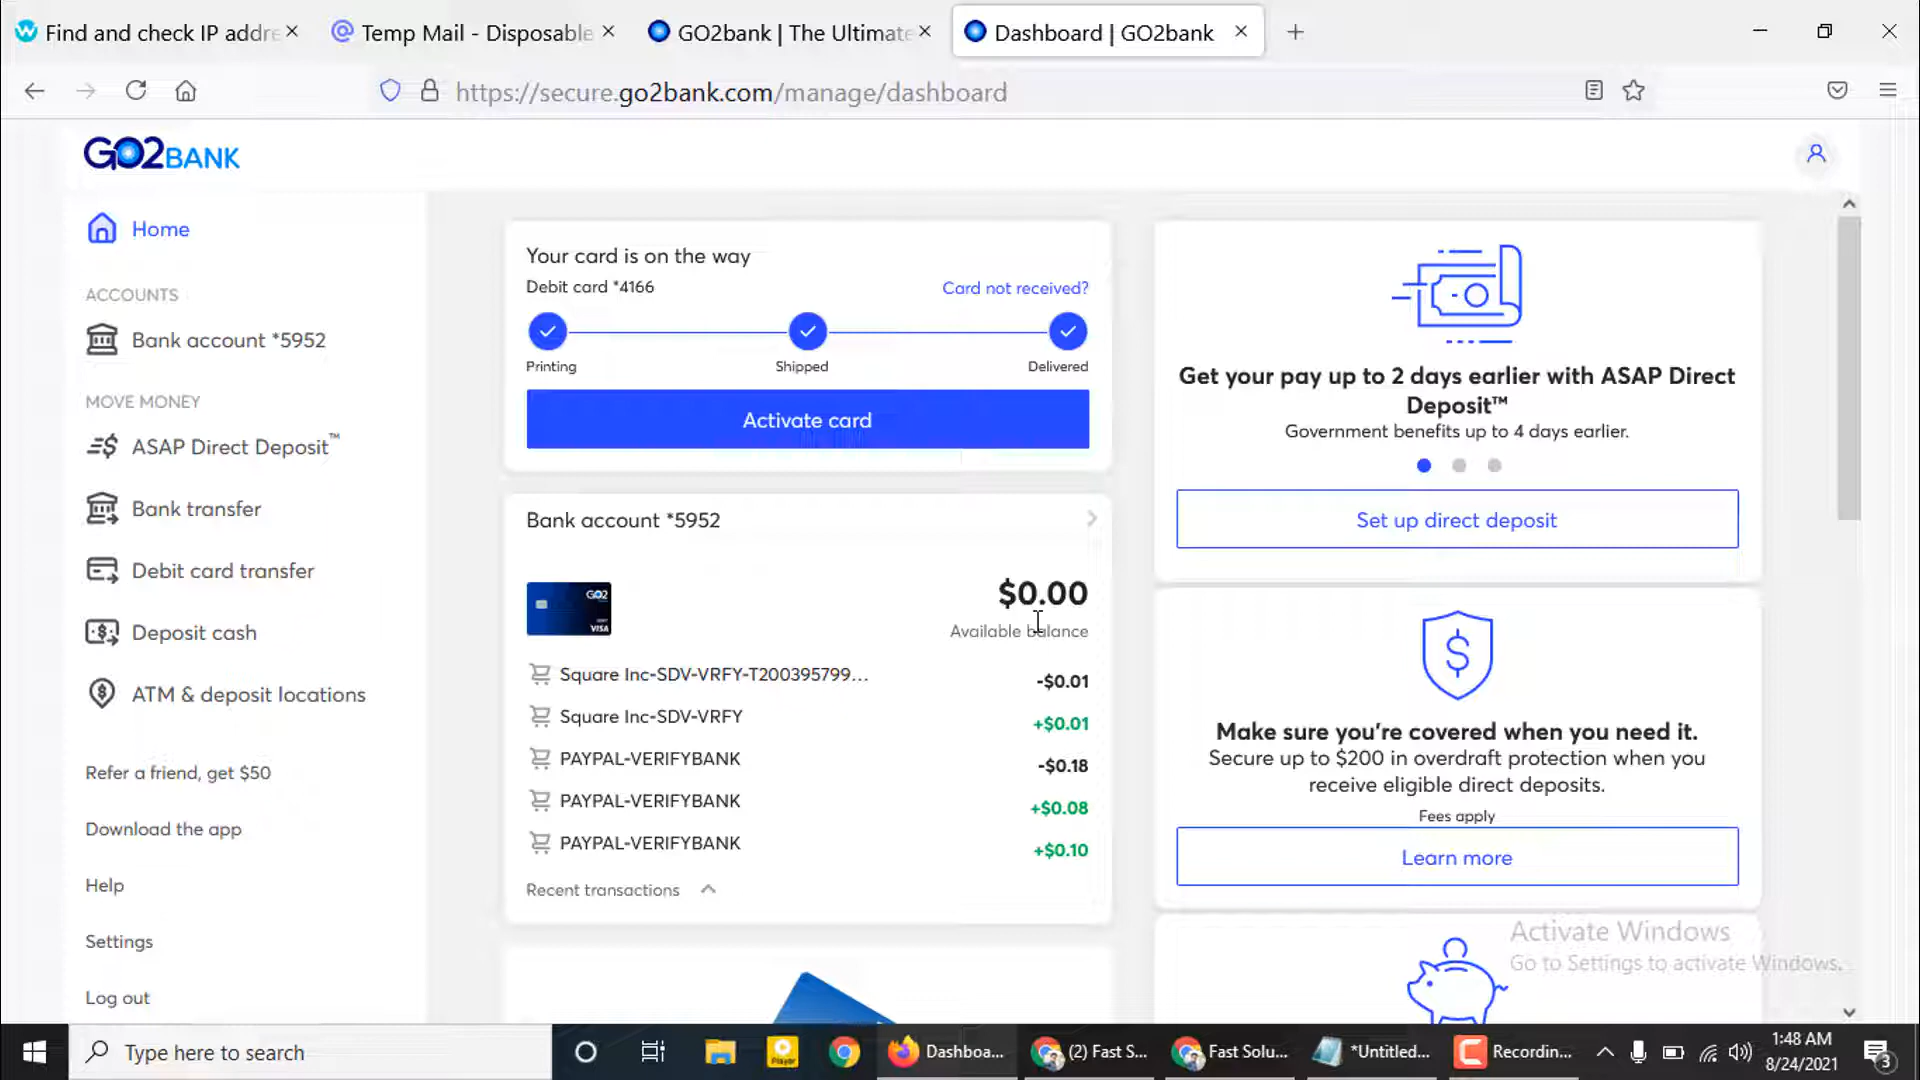 Find and check IP addre
Temp Mail - Disposable
GO2bank | The Ultimate
Dashboard | GO2bank
https://secure.go2bank.com/manage/dashboard
GO2BANK
Home
ACCOUNTS
Bank account *5952
MOVE MONEY
ASAP Direct Deposit™
Bank transfer
Debit card transfer
Deposit cash
ATM & deposit locations
Refer a friend, get $50
Download the app
Help
Settings
Log out
Your card is on the way
Debit card *4166
Card not received?
Printing
Shipped
Delivered
Activate card
Bank account *5952
GO2
VISA
$0.00
Available balance
Square Inc-SDV-VRFY-T200395799... -$0.01
Square Inc-SDV-VRFY +$0.01
PAYPAL-VERIFYBANK -$0.18
PAYPAL-VERIFYBANK +$0.08
PAYPAL-VERIFYBANK +$0.10
Recent transactions
Get your pay up to 2 days earlier with ASAP Direct
Deposit™
Government benefits up to 4 days earlier.
Set up direct deposit
Make sure you're covered when you need it.
Secure up to $200 in overdraft protection when you
receive eligible direct deposits.
Fees apply
Learn more
Activate Windows
Go to Settings to activate Windows.
Type here to search
Player
Dashboa...
(2) Fast S...
Fast Solu...
*Untitled...
Recordin...
1:48 AM
8/24/2021
3